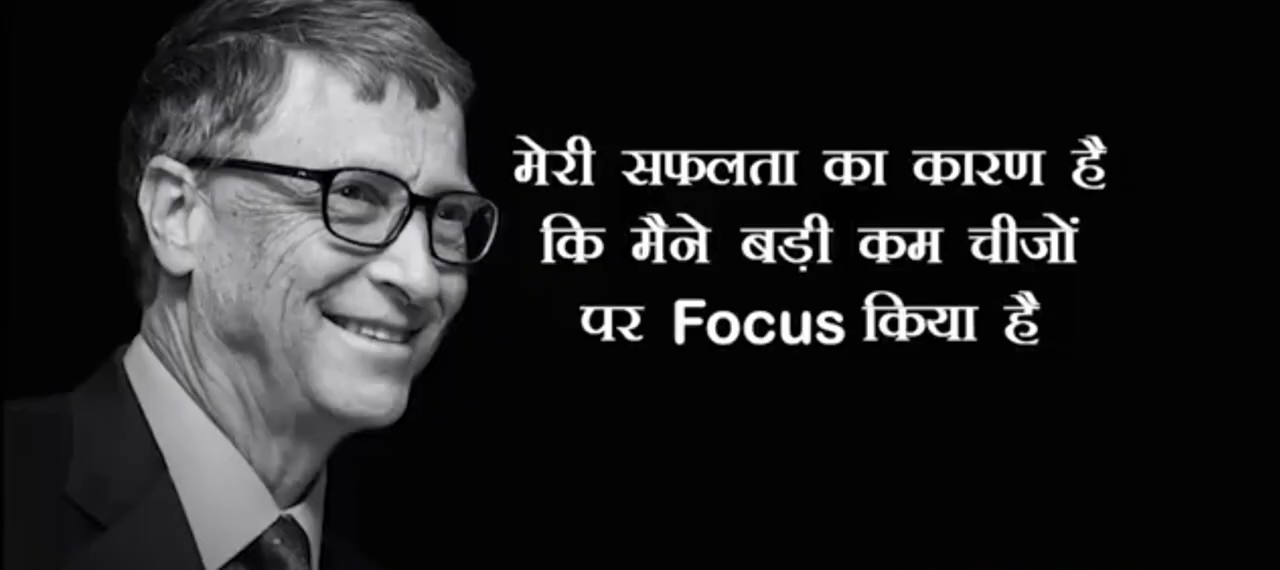 मेरी सफलता का कारण है
कि मैने बड़ी कम चीजों
पर Focus किया है